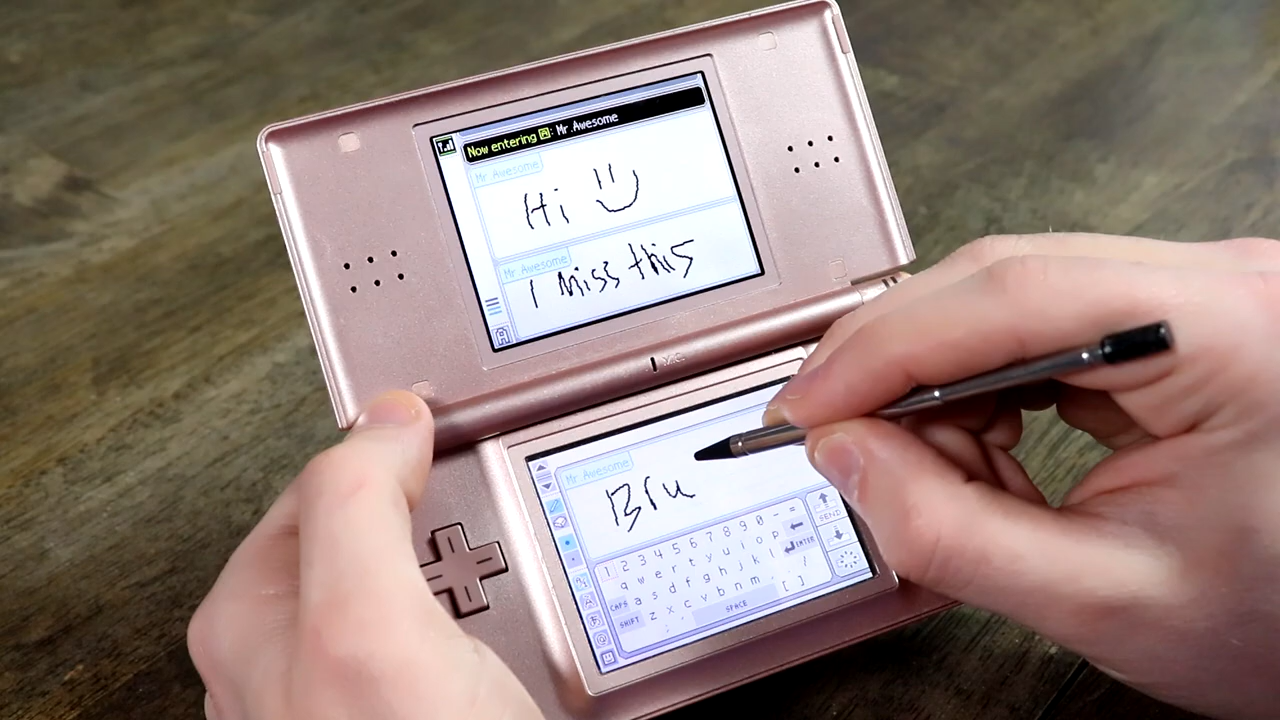 Now entering A: Mr.Awesome
Mr.Awesome
Hi
Mr.Awesome
I Miss this
MIC.
Mr.Awesome
Bru
1 2 3 4 5 6 7 8 9 0 - =
q w e r t y u i o p ←
CAPS a s d f g h j k l ENTER
SHIFT z x c v b n m . /
SPACE [ ]
SEND